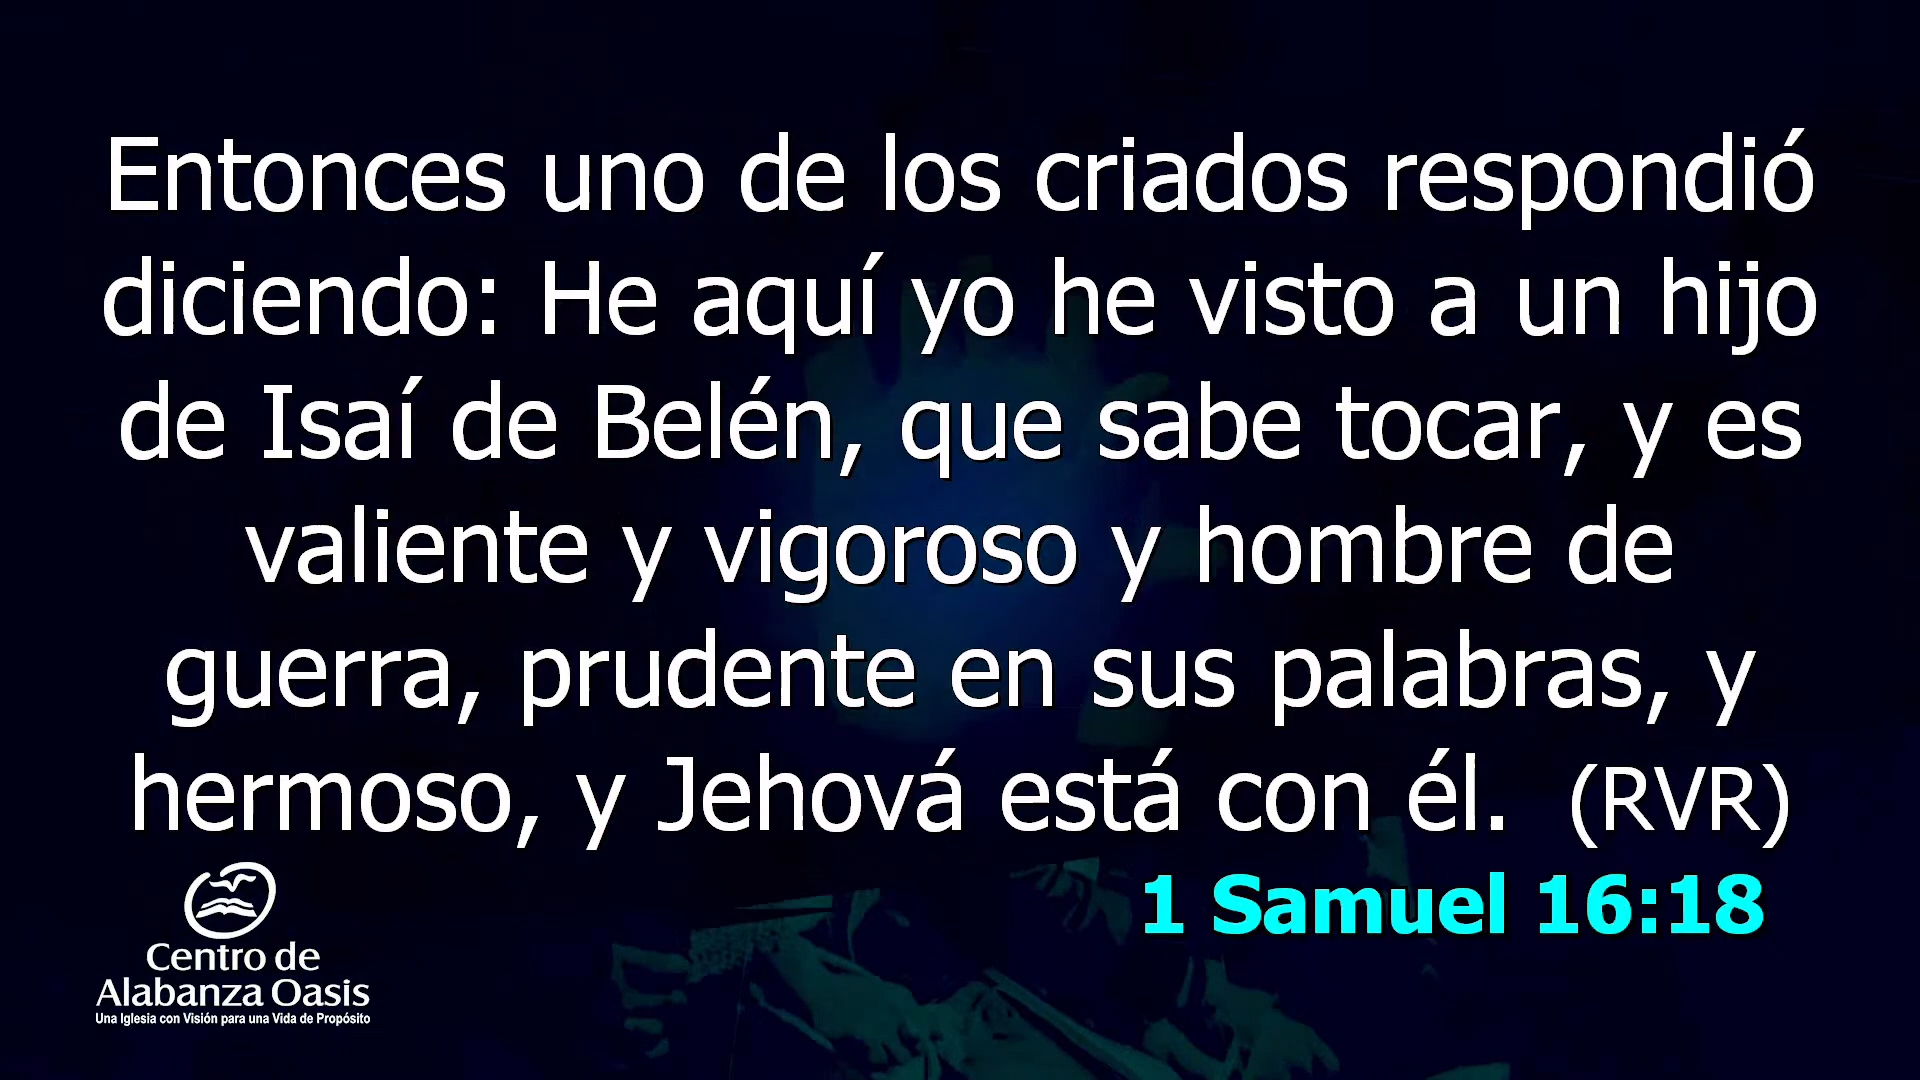 Entonces uno de los criados respondió
diciendo: He aquí yo he visto a un hijo
de Isaí de Belén, que sabe tocar, y es
valiente y vigoroso y hombre de
guerra, prudente en sus palabras, y
hermoso, y Jehová está con él.  (RVR)
1 Samuel 16:18
Centro de
Alabanza Oasis
Una Iglesia con Visión para una Vida de Propósito